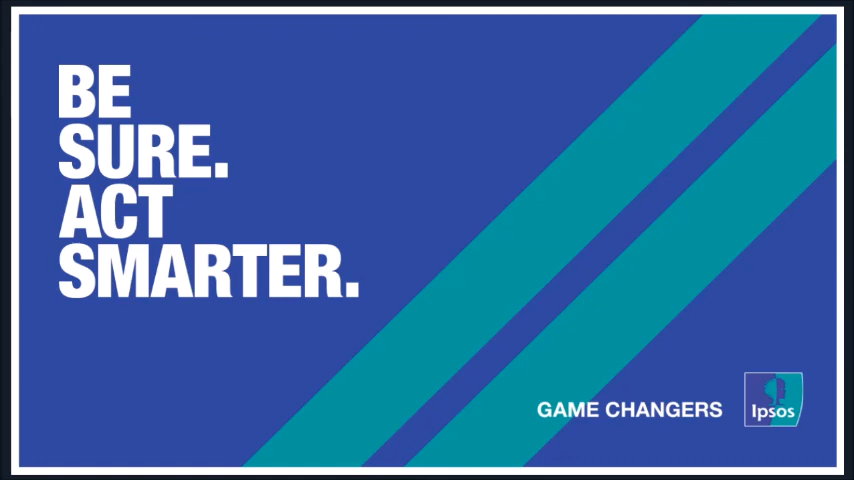 BE
SURE.
ACT
SMARTER.
GAME CHANGERS
Ipsos